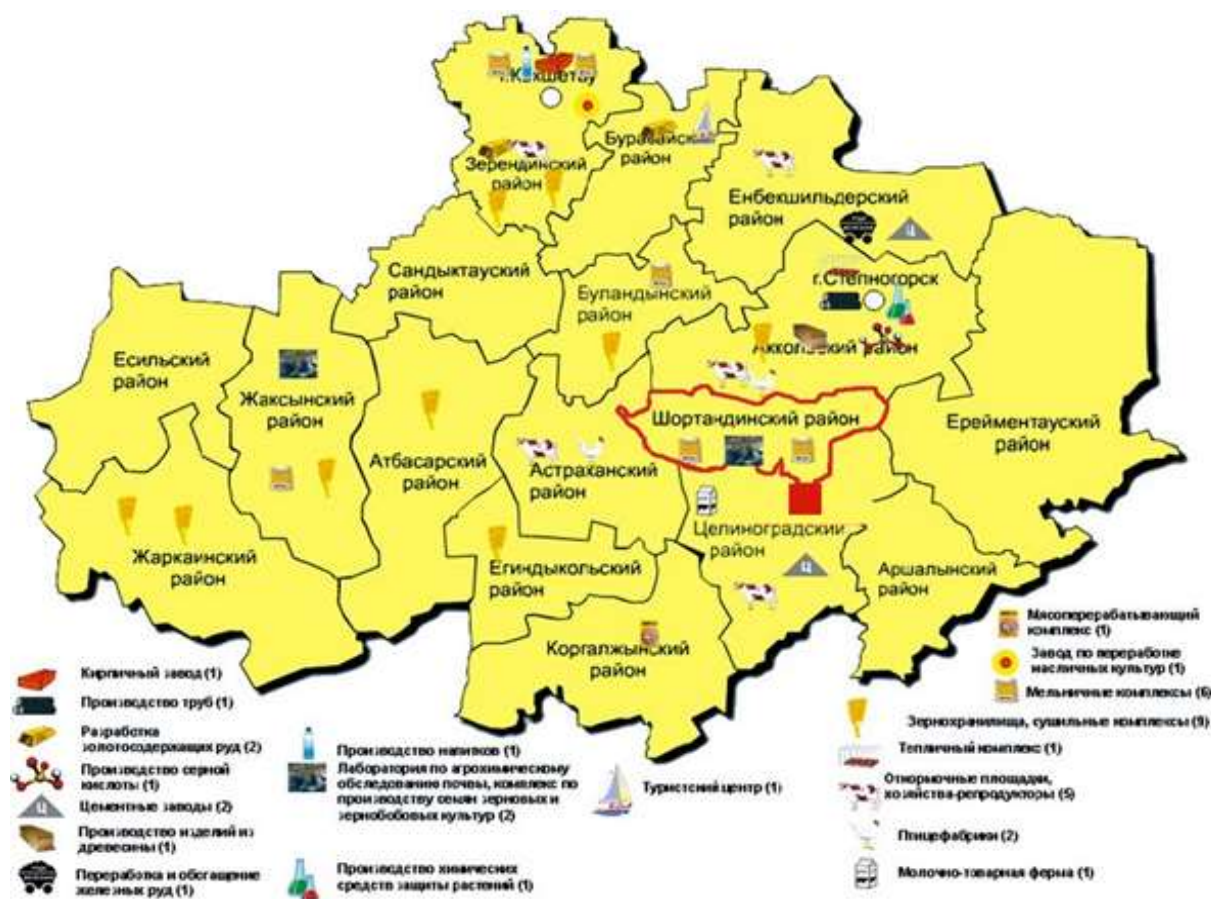 г.Кокшетау
Бурабайский
район
Зерендинский
район
Енбекшильдерский
район
Сандыктауский
район
г.Степногорск
Буландынский
район
Аккольский район
Есильский
район
Жаксынский
район
Шортандинский район
Ерейментауский
район
Атбасарский
район
Астраханский
район
Целиноградский
район
Жаркаинский
район
Егиндыкольский
район
Аршалынский
район
Коргалжынский
район
Ц
Ц
Кирпичный завод (1)
Производство труб (1)
Разработка
золотосодержащих руд (2)
Производство серной
кислоты (1)
Ц
Цементные заводы (2)
Производство изделий из
древесины (1)
Переработка и обогащение
железных руд (1)
Производство напитков (1)
Лаборатория по агрохимическому
обследованию почвы, комплекс по
производству семян зерновых и
зернобобовых культур (2)
Производство химических
средств защиты растений (1)
Туристский центр (1)
Мясоперерабатывающий
комплекс (1)
Завод по переработке
масличных культур (1)
Мельничные комплексы (6)
Зернохранилища, сушильные комплексы (9)
Тепличный комплекс (1)
Откормочные площадки,
хозяйства-репродукторы (5)
Птицефабрики (2)
Молочно-товарная ферма (1)